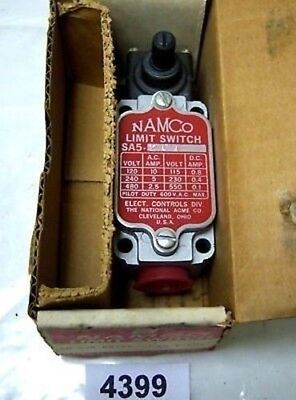 NAMCO
LIMIT SWITCH
SA5-
VOLT A.C. AMP. VOLT D.C. AMP.
120 10 115 0.8
240 5 230 0.4
480 2.5 550 0.1
PILOT DUTY 600 V.A.C. MAX
ELECT. CONTROLS DIV.
THE NATIONAL ACME CO.
CLEVELAND, OHIO
U.S.A.
4399